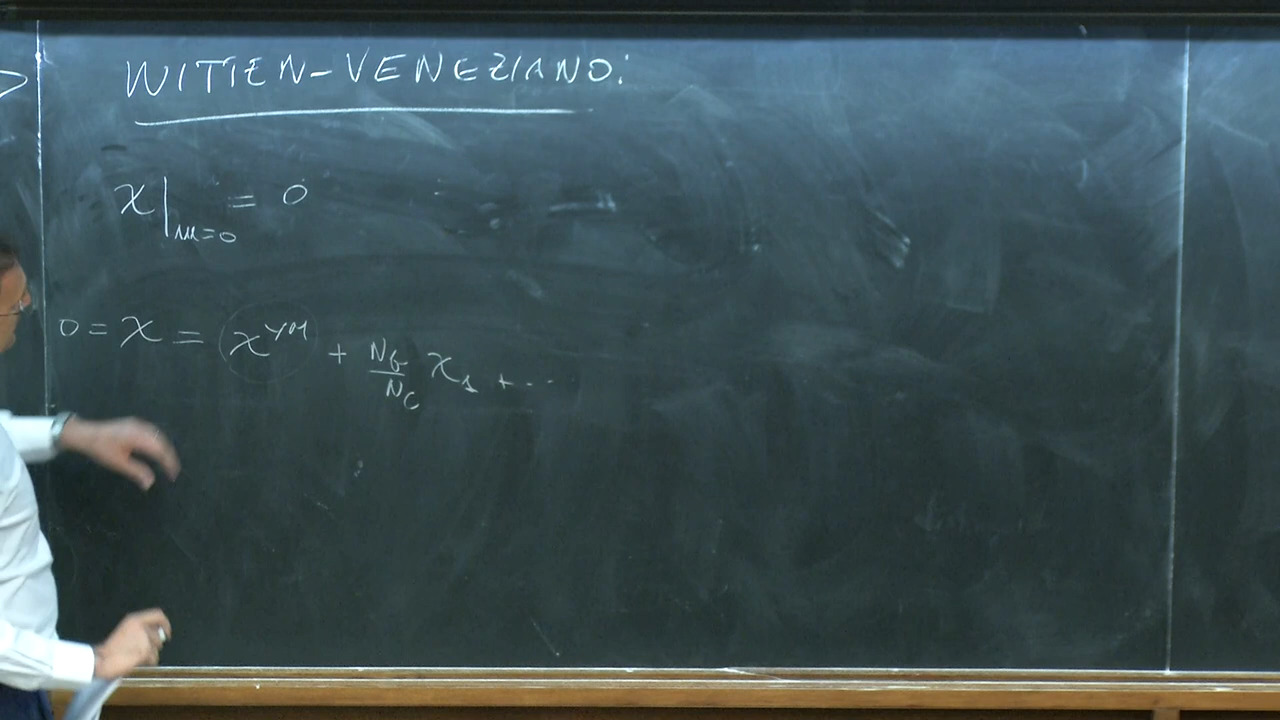 WITTEN-VENEZIANO:
χ|ₘ₌₀ = 0
0 = χ = χ^YM + N_f/N_c χ_1 + ...